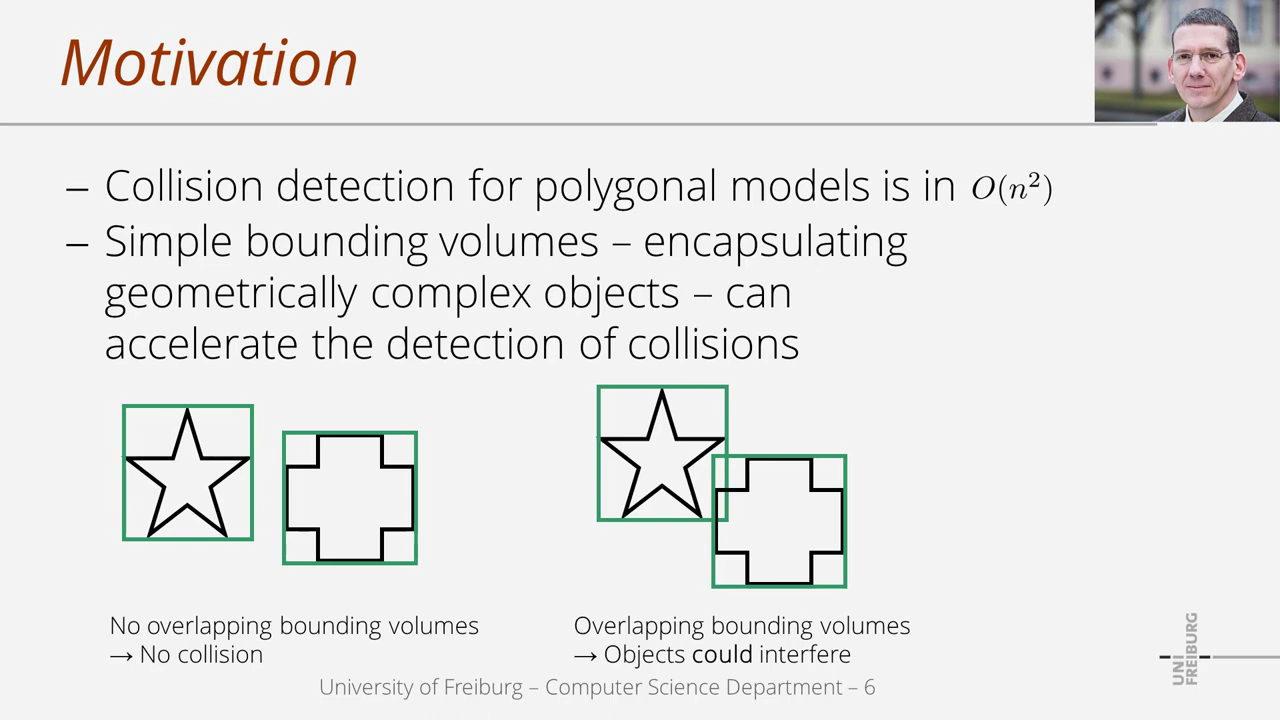 Motivation
– Collision detection for polygonal models is in O(n²)
– Simple bounding volumes – encapsulating
geometrically complex objects – can
accelerate the detection of collisions
No overlapping bounding volumes
→ No collision
Overlapping bounding volumes
→ Objects could interfere
University of Freiburg – Computer Science Department – 6
UNI
FREIBURG